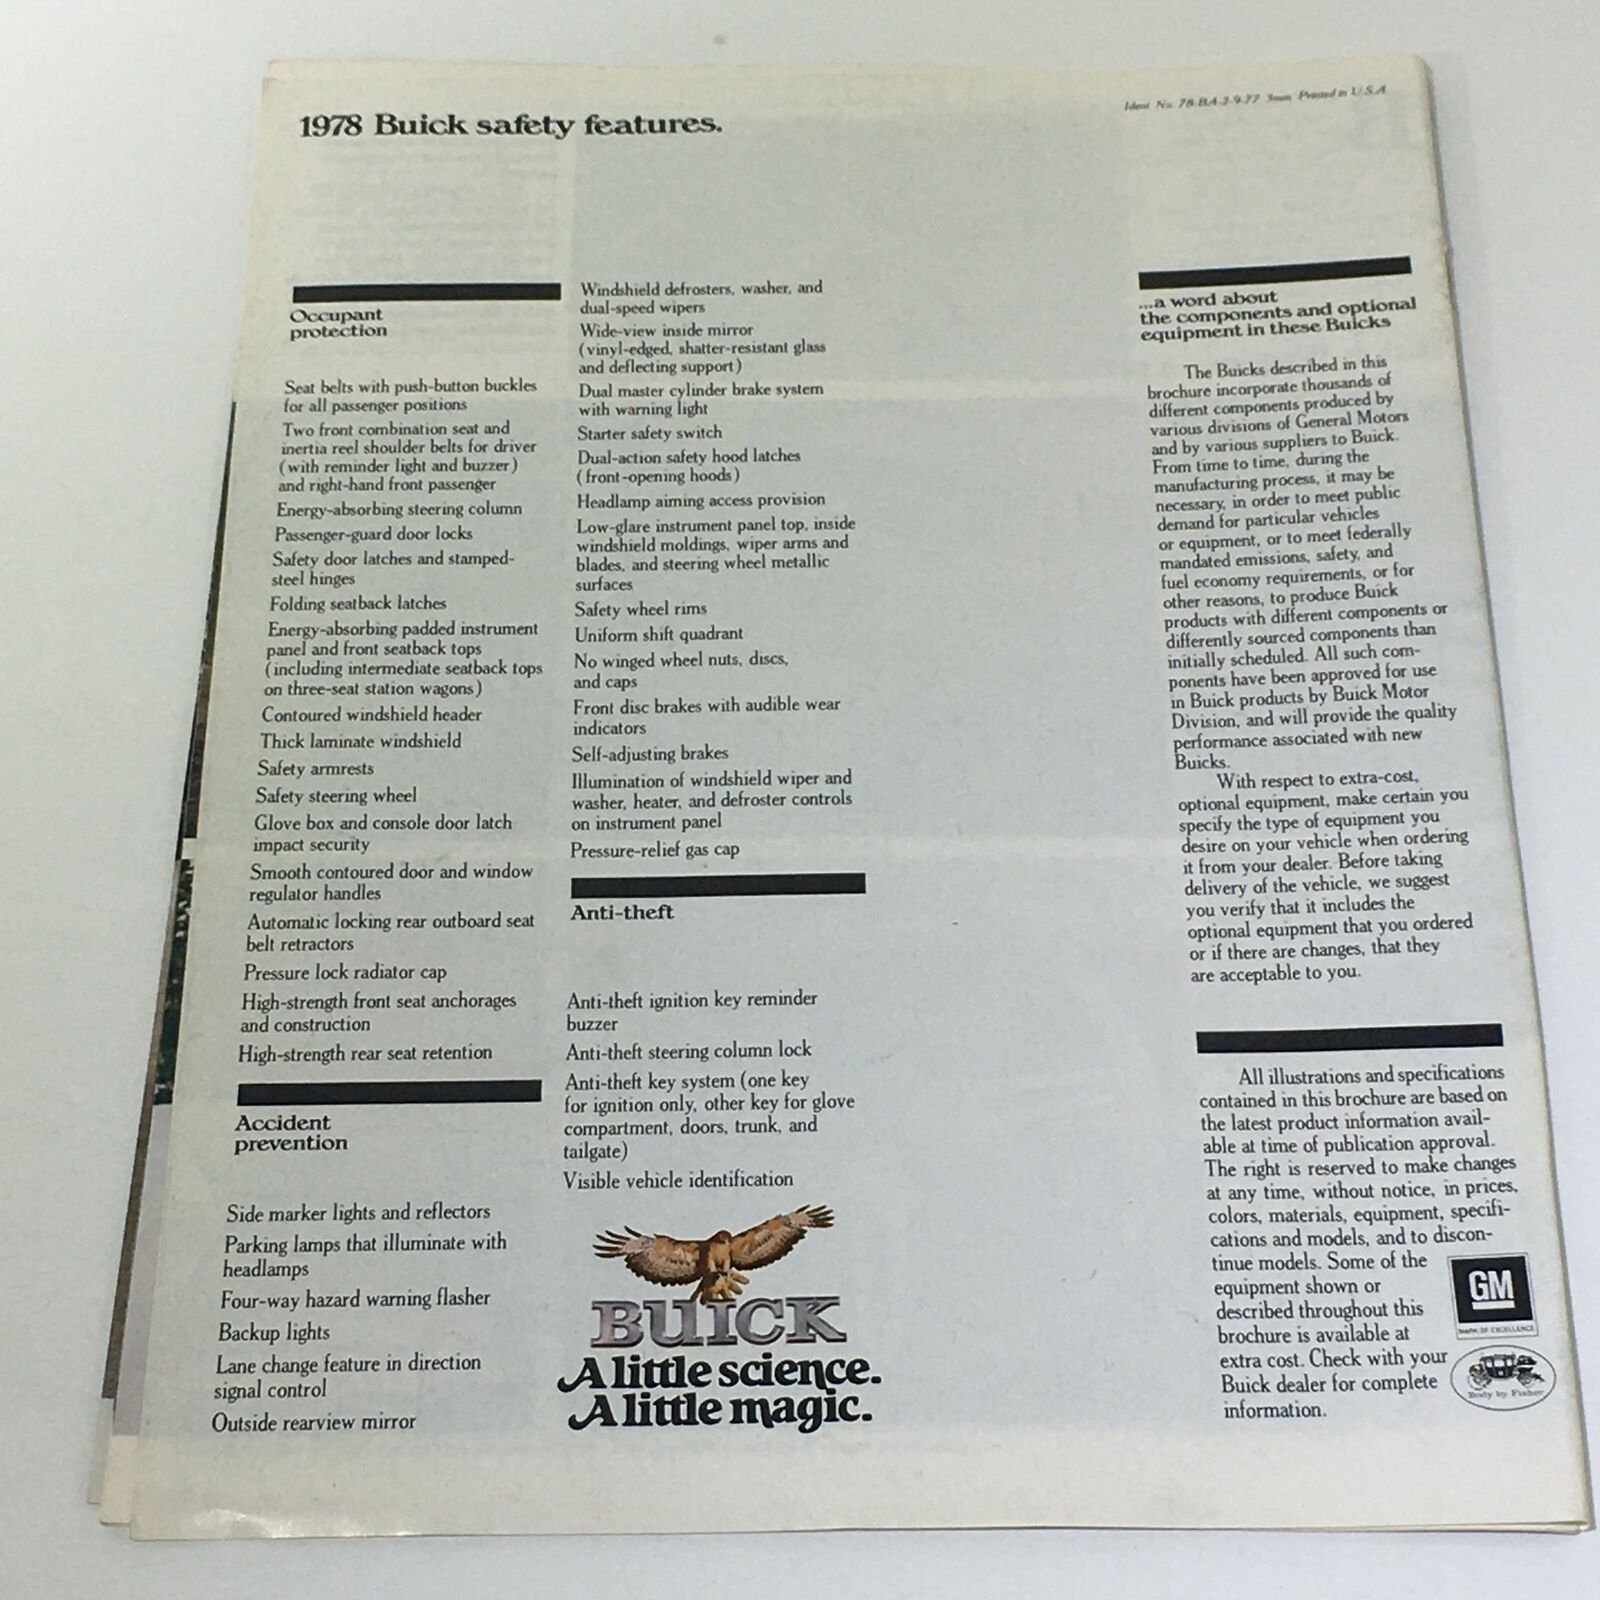 1978 Buick safety features.
Ident No. 78-BA-2-9-77 3mm Printed in U.S.A
Occupant
protection
Seat belts with push-button buckles
for all passenger positions
Two front combination seat and
inertia reel shoulder belts for driver
(with reminder light and buzzer)
and right-hand front passenger
Energy-absorbing steering column
Passenger-guard door locks
Safety door latches and stamped-
steel hinges
Folding seatback latches
Energy-absorbing padded instrument
panel and front seatback tops
(including intermediate seatback tops
on three-seat station wagons)
Contoured windshield header
Thick laminate windshield
Safety armrests
Safety steering wheel
Glove box and console door latch
impact security
Smooth contoured door and window
regulator handles
Automatic locking rear outboard seat
belt retractors
Pressure lock radiator cap
High-strength front seat anchorages
and construction
High-strength rear seat retention
Accident
prevention
Side marker lights and reflectors
Parking lamps that illuminate with
headlamps
Four-way hazard warning flasher
Backup lights
Lane change feature in direction
signal control
Outside rearview mirror
Windshield defrosters, washer, and
dual-speed wipers
Wide-view inside mirror
(vinyl-edged, shatter-resistant glass
and deflecting support)
Dual master cylinder brake system
with warning light
Starter safety switch
Dual-action safety hood latches
(front-opening hoods)
Headlamp aiming access provision
Low-glare instrument panel top, inside
windshield moldings, wiper arms and
blades, and steering wheel metallic
surfaces
Safety wheel rims
Uniform shift quadrant
No winged wheel nuts, discs,
and caps
Front disc brakes with audible wear
indicators
Self-adjusting brakes
Illumination of windshield wiper and
washer, heater, and defroster controls
on instrument panel
Pressure-relief gas cap
Anti-theft
Anti-theft ignition key reminder
buzzer
Anti-theft steering column lock
Anti-theft key system (one key
for ignition only, other key for glove
compartment, doors, trunk, and
tailgate)
Visible vehicle identification
BUICK
A little science.
A little magic.
...a word about
the components and optional
equipment in these Buicks
The Buicks described in this
brochure incorporate thousands of
different components produced by
various divisions of General Motors
and by various suppliers to Buick.
From time to time, during the
manufacturing process, it may be
necessary, in order to meet public
demand for particular vehicles
or equipment, or to meet federally
mandated emissions, safety, and
fuel economy requirements, or for
other reasons, to produce Buick
products with different components or
differently sourced components than
initially scheduled. All such com-
ponents have been approved for use
in Buick products by Buick Motor
Division, and will provide the quality
performance associated with new
Buicks.
With respect to extra-cost,
optional equipment, make certain you
specify the type of equipment you
desire on your vehicle when ordering
it from your dealer. Before taking
delivery of the vehicle, we suggest
you verify that it includes the
optional equipment that you ordered
or if there are changes, that they
are acceptable to you.
All illustrations and specifications
contained in this brochure are based on
the latest product information avail-
able at time of publication approval.
The right is reserved to make changes
at any time, without notice, in prices,
colors, materials, equipment, specifi-
cations and models, and to discon-
tinue models. Some of the
equipment shown or
described throughout this
brochure is available at
extra cost. Check with your
Buick dealer for complete
information.
GM
MARK OF EXCELLENCE
Body by Fisher